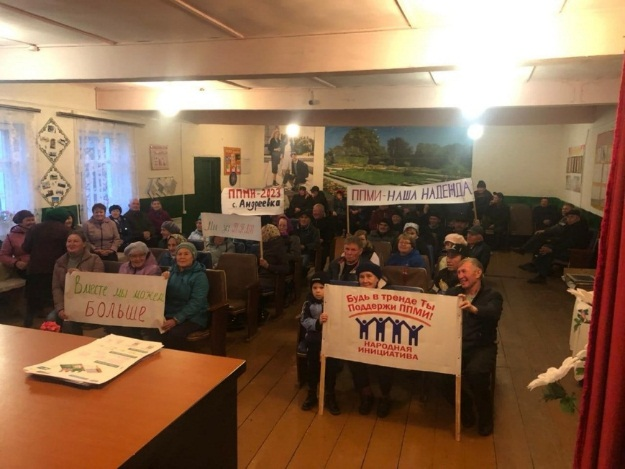 ППМИ-2023
с. Андреевка
ППМИ-НАША НАДЕЖДА
Вместе мы можем
БОЛЬШЕ
Будь в тренде Ты
Поддержи ППМИ!
НАРОДНАЯ
ИНИЦИАТИВА